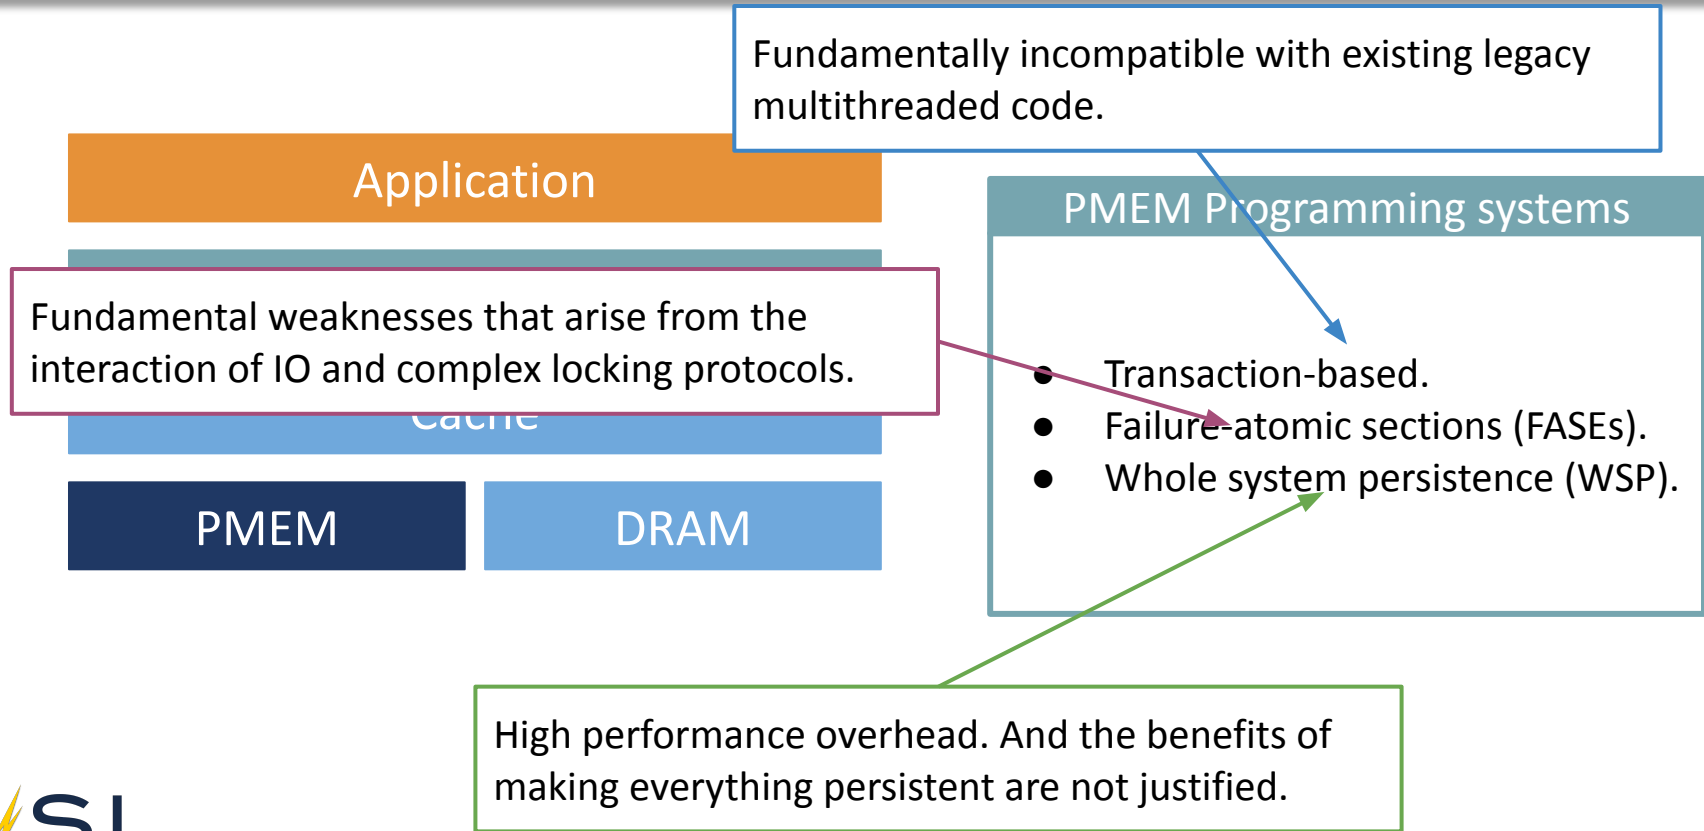 Fundamentally incompatible with existing legacy
multithreaded code.
Application
PMEM Programming systems
Fundamental weaknesses that arise from the
interaction of IO and complex locking protocols.
Cache
● Transaction-based.
● Failure-atomic sections (FASEs).
● Whole system persistence (WSP).
PMEM
DRAM
High performance overhead. And the benefits of
making everything persistent are not justified.